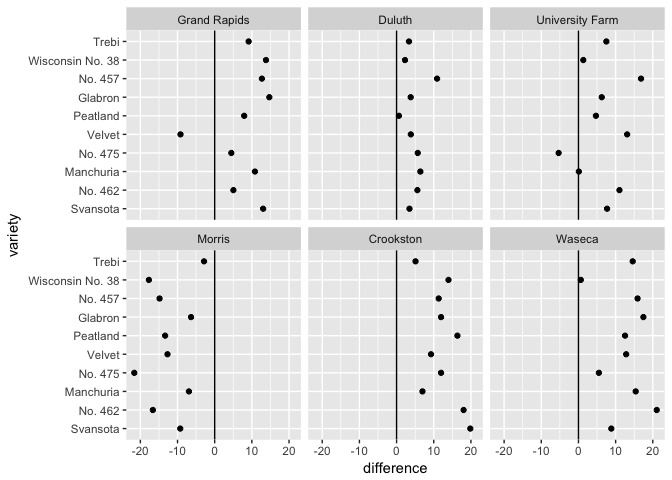 Grand Rapids Duluth University Farm
Trebi
Wisconsin No. 38
No. 457
Glabron
Peatland
Velvet
No. 475
Manchuria
No. 462
Svansota
variety
Morris Crookston Waseca
Trebi
Wisconsin No. 38
No. 457
Glabron
Peatland
Velvet
No. 475
Manchuria
No. 462
Svansota
-20 -10 0 10 20 -20 -10 0 10 20 -20 -10 0 10 20
difference